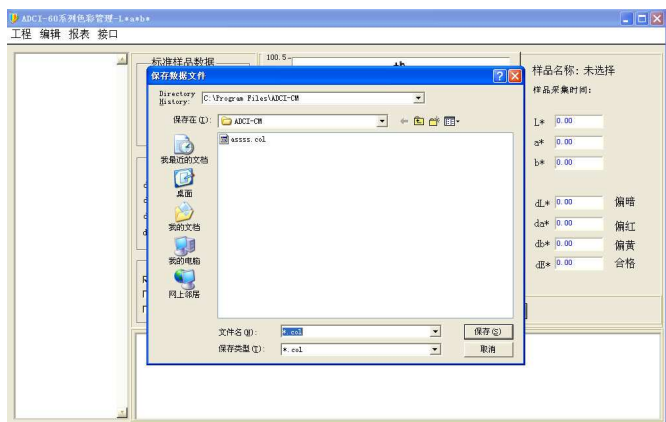 ADCI-60系列色彩管理-L*a*b*
工程 编辑 报表 接口
标准样品数据
100.5
样品名称: 未选择
样品采集时间:
L* 0.00
a* 0.00
b* 0.00
dL* 0.00 偏暗
da* 0.00 偏红
db* 0.00 偏黄
dE* 0.00 合格
保存数据文件
Directory History: C:\Program Files\ADCI-CM
保存在(I): ADCI-CM
assss.col
我最近的文档
桌面
我的文档
我的电脑
网上邻居
文件名(N): *.col
保存(S)
保存类型(T): *.col
取消